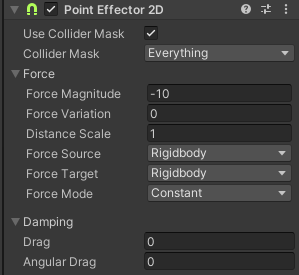 Point Effector 2D
Use Collider Mask
Collider Mask Everything
Force
Force Magnitude -10
Force Variation 0
Distance Scale 1
Force Source Rigidbody
Force Target Rigidbody
Force Mode Constant
Damping
Drag 0
Angular Drag 0